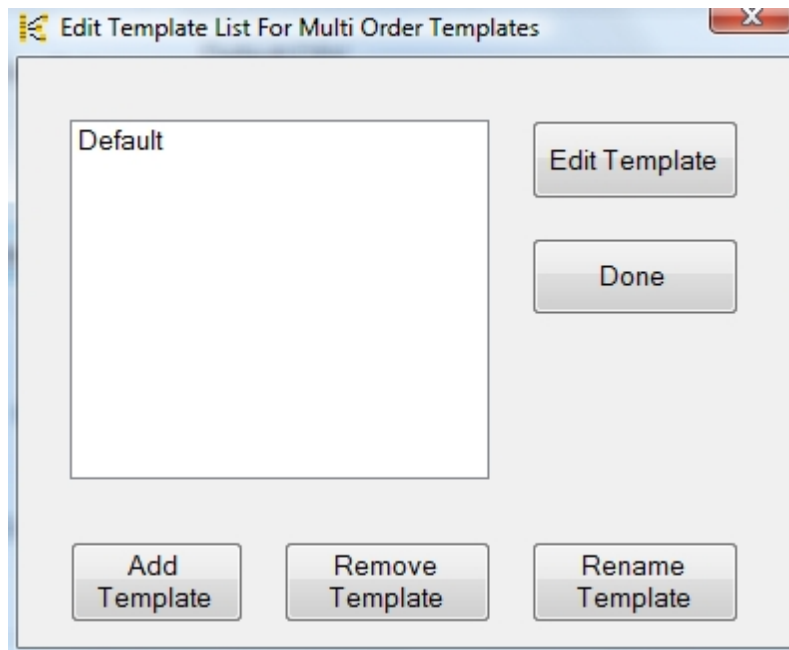 Edit Template List For Multi Order Templates
X
Default
Edit Template
Done
Add
Template
Remove
Template
Rename
Template